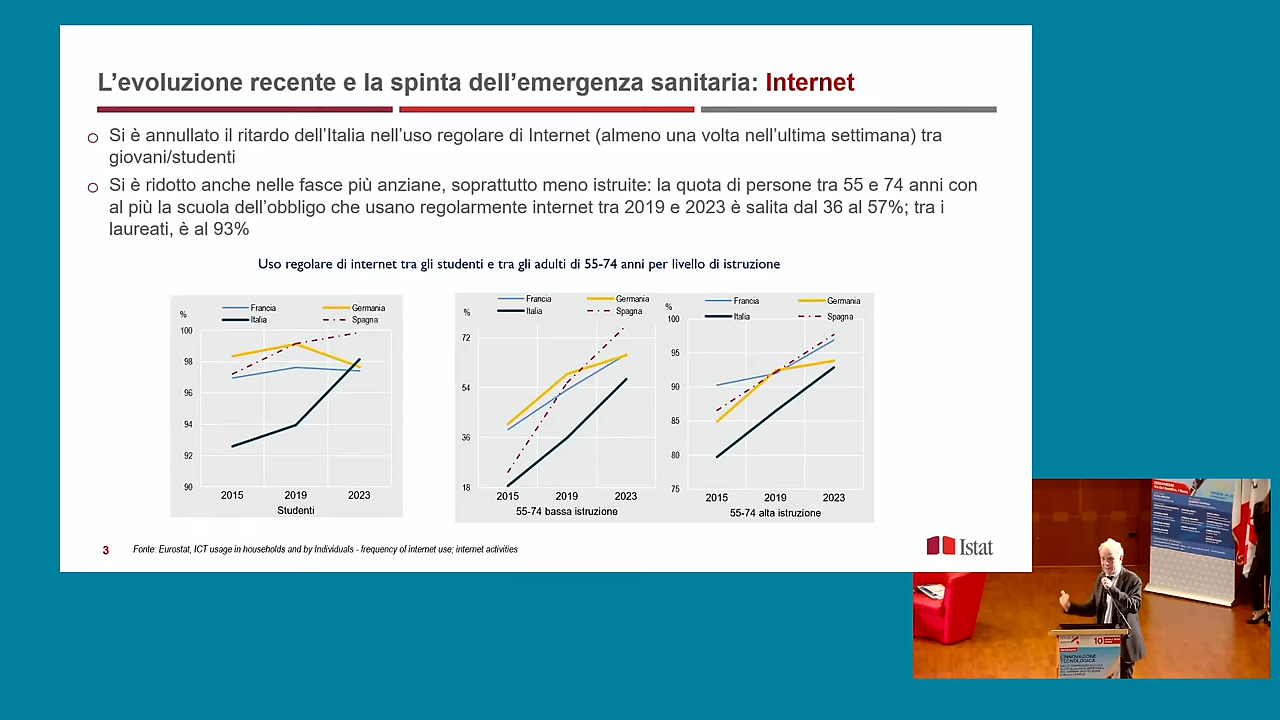 L'evoluzione recente e la spinta dell'emergenza sanitaria: Internet
o Si è annullato il ritardo dell'Italia nell'uso regolare di Internet (almeno una volta nell'ultima settimana) tra
giovani/studenti
o Si è ridotto anche nelle fasce più anziane, soprattutto meno istruite: la quota di persone tra 55 e 74 anni con
al più la scuola dell'obbligo che usano regolarmente internet tra 2019 e 2023 è salita dal 36 al 57%; tra i
laureati, è al 93%
Uso regolare di internet tra gli studenti e tra gli adulti di 55-74 anni per livello di istruzione
%
Francia
Germania
Italia
Spagna
100
98
96
94
92
90
2015 2019 2023
Studenti
%
Francia
Germania
Italia
Spagna
72
54
36
18
2015 2019 2023
55-74 bassa istruzione
%
Francia
Germania
Italia
Spagna
100
95
90
85
80
75
2015 2019 2023
55-74 alta istruzione
3
Fonte: Eurostat, ICT usage in households and by Individuals - frequency of internet use; internet activities
Istat
10
L'INNOVAZIONE
TECNOLOGICA